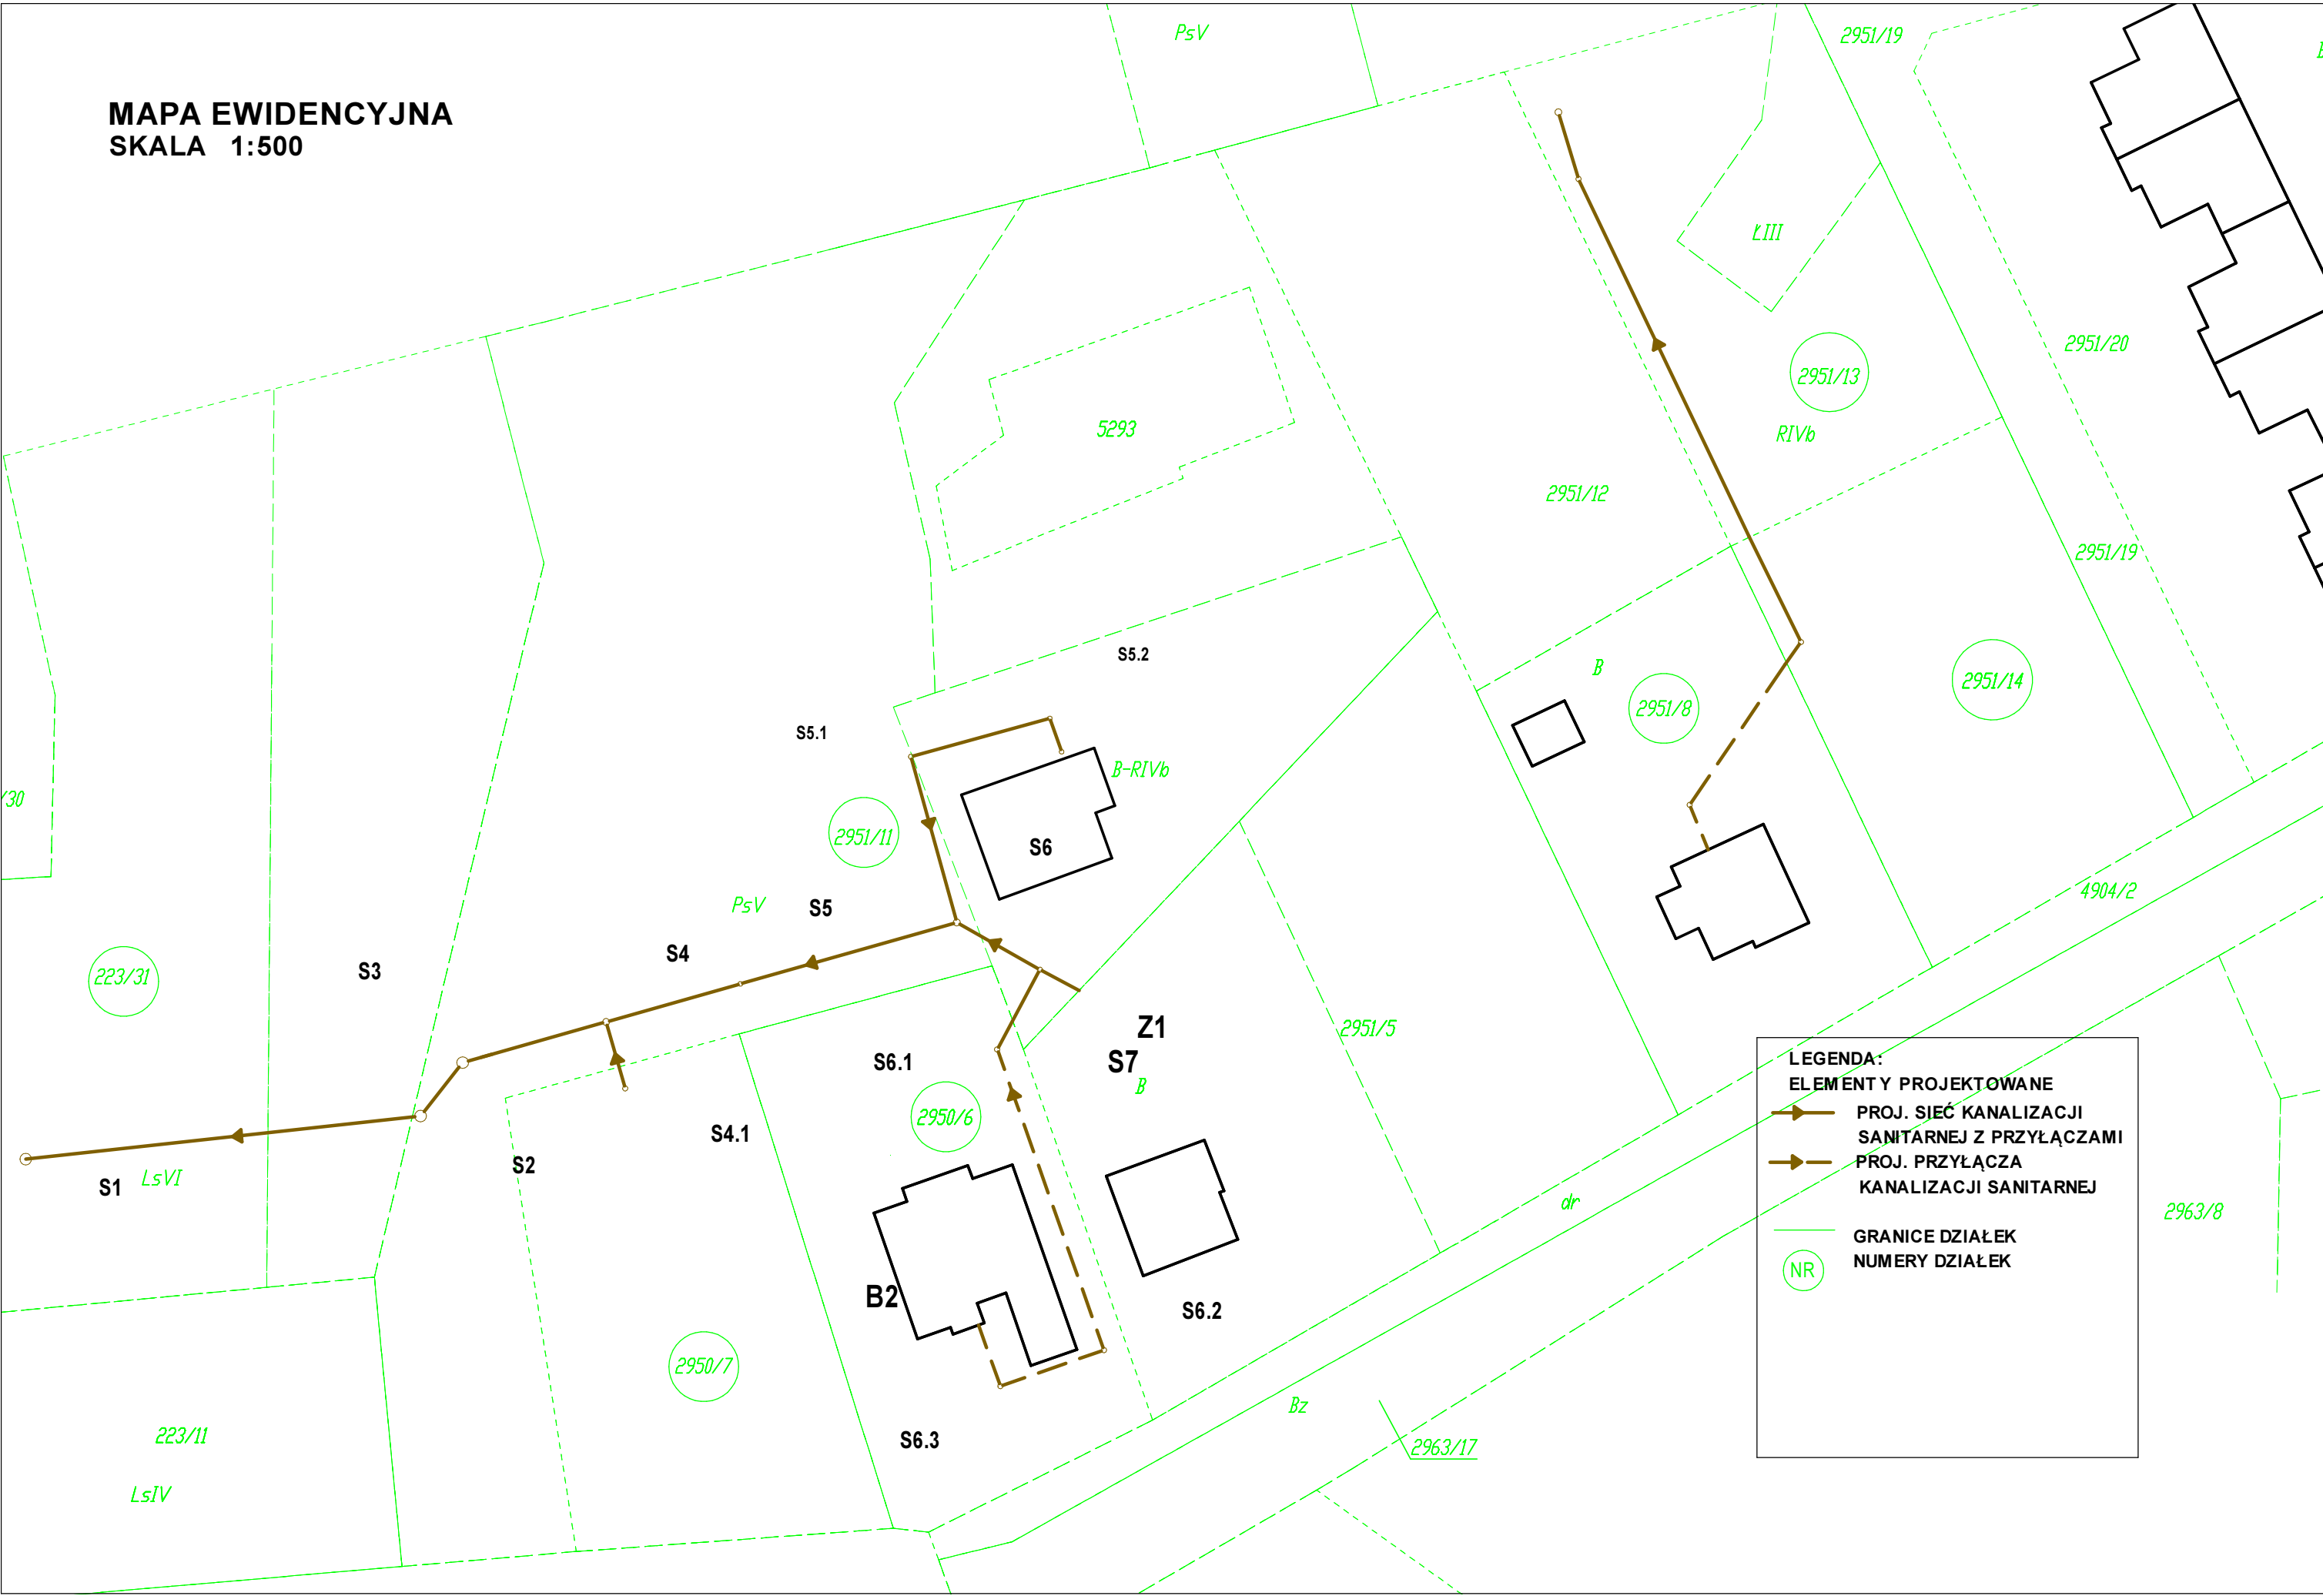 MAPA EWIDENCYJNA
SKALA 1:500
PsV
2951/19
ŁIII
2951/20
2951/13
RIVb
5293
2951/12
2951/19
S5.2
B
2951/8
2951/14
S5.1
B-RIVb
/30
2951/11
S6
4904/2
PsV
S5
S4
S3
223/31
Z1
2951/5
S7
S6.1
B
2950/6
S4.1
S2
S1
LsVI
dr
2963/8
B2
S6.2
2950/7
Bz
S6.3
2963/17
223/11
LsIV
LEGENDA:
ELEMENTY PROJEKTOWANE
PROJ. SIEĆ KANALIZACJI
SANITARNEJ Z PRZYŁĄCZAMI
PROJ. PRZYŁĄCZA
KANALIZACJI SANITARNEJ
GRANICE DZIAŁEK
NR NUMERY DZIAŁEK